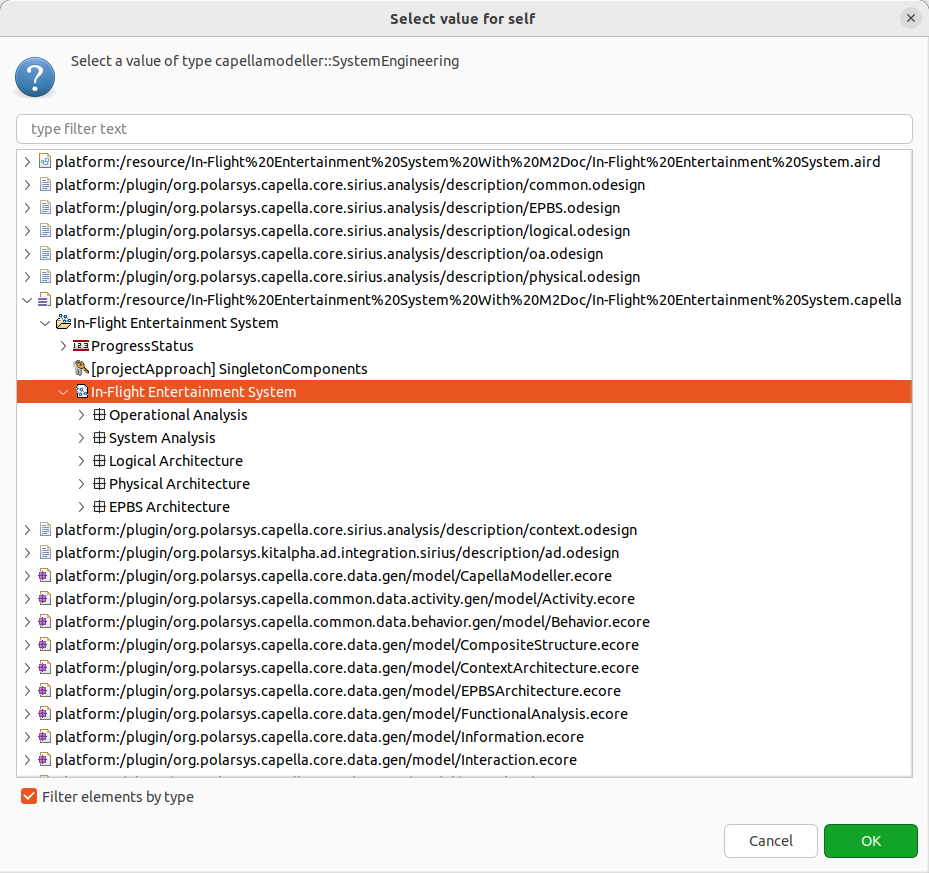 Select value for self
Select a value of type capellamodeller::SystemEngineering
type filter text
platform:/resource/In-Flight%20Entertainment%20System%20With%20M2Doc/In-Flight%20Entertainment%20System.aird
platform:/plugin/org.polarsys.capella.core.sirius.analysis/description/common.odesign
platform:/plugin/org.polarsys.capella.core.sirius.analysis/description/EPBS.odesign
platform:/plugin/org.polarsys.capella.core.sirius.analysis/description/logical.odesign
platform:/plugin/org.polarsys.capella.core.sirius.analysis/description/oa.odesign
platform:/plugin/org.polarsys.capella.core.sirius.analysis/description/physical.odesign
platform:/resource/In-Flight%20Entertainment%20System%20With%20M2Doc/In-Flight%20Entertainment%20System.capella
In-Flight Entertainment System
ProgressStatus
[projectApproach] SingletonComponents
In-Flight Entertainment System
Operational Analysis
System Analysis
Logical Architecture
Physical Architecture
EPBS Architecture
platform:/plugin/org.polarsys.capella.core.sirius.analysis/description/context.odesign
platform:/plugin/org.polarsys.kitalpha.ad.integration.sirius/description/ad.odesign
platform:/plugin/org.polarsys.capella.core.data.gen/model/CapellaModeller.ecore
platform:/plugin/org.polarsys.capella.common.data.activity.gen/model/Activity.ecore
platform:/plugin/org.polarsys.capella.common.data.behavior.gen/model/Behavior.ecore
platform:/plugin/org.polarsys.capella.core.data.gen/model/CompositeStructure.ecore
platform:/plugin/org.polarsys.capella.core.data.gen/model/ContextArchitecture.ecore
platform:/plugin/org.polarsys.capella.core.data.gen/model/EPBSArchitecture.ecore
platform:/plugin/org.polarsys.capella.core.data.gen/model/FunctionalAnalysis.ecore
platform:/plugin/org.polarsys.capella.core.data.gen/model/Information.ecore
platform:/plugin/org.polarsys.capella.core.data.gen/model/Interaction.ecore
Filter elements by type
Cancel
OK